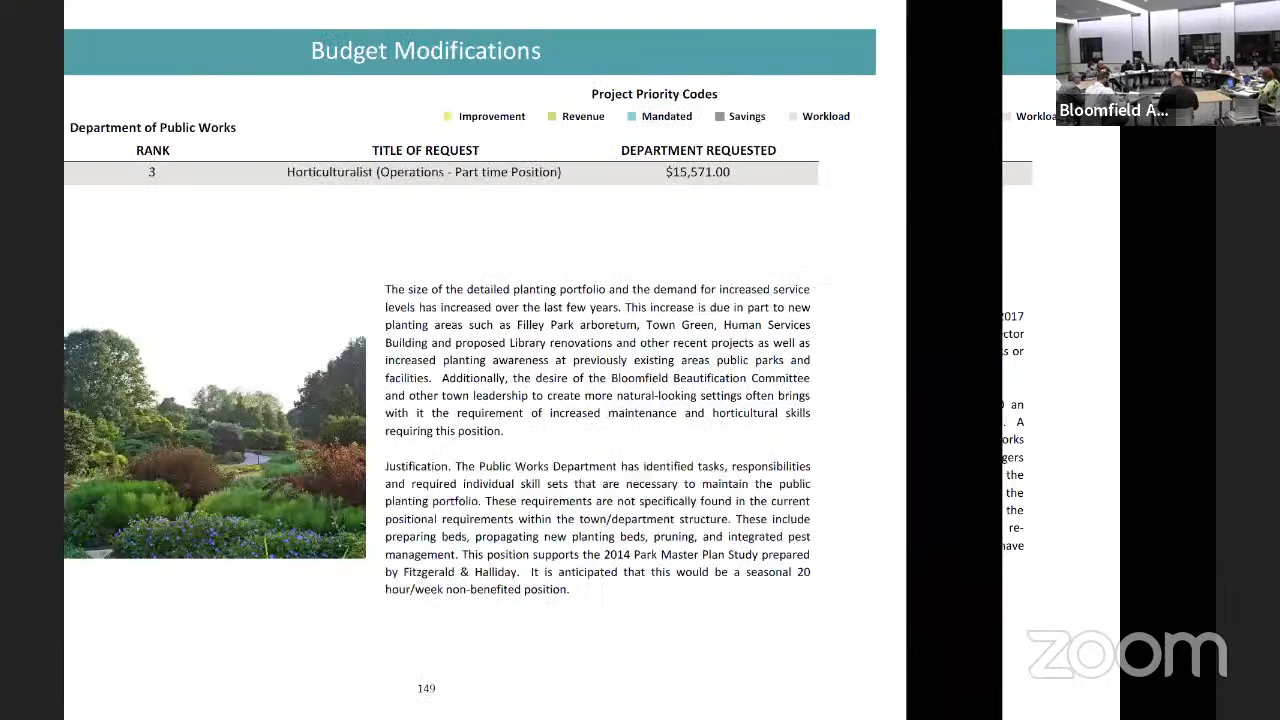 Budget Modifications
Project Priority Codes
Improvement Revenue Mandated Savings Workload
Department of Public Works
RANK TITLE OF REQUEST DEPARTMENT REQUESTED
3 Horticulturalist (Operations - Part time Position) $15,571.00
The size of the detailed planting portfolio and the demand for increased service
levels has increased over the last few years. This increase is due in part to new
planting areas such as Filley Park arboretum, Town Green, Human Services
Building and proposed Library renovations and other recent projects as well as
increased planting awareness at previously existing areas public parks and
facilities. Additionally, the desire of the Bloomfield Beautification Committee
and other town leadership to create more natural-looking settings often brings
with it the requirement of increased maintenance and horticultural skills
requiring this position.
Justification. The Public Works Department has identified tasks, responsibilities
and required individual skill sets that are necessary to maintain the public
planting portfolio. These requirements are not specifically found in the current
positional requirements within the town/department structure. These include
preparing beds, propagating new planting beds, pruning, and integrated pest
management. This position supports the 2014 Park Master Plan Study prepared
by Fitzgerald & Halliday. It is anticipated that this would be a seasonal 20
hour/week non-benefited position.
149
Bloomfield A...
2017
or
an
A
the
the
the
re-
have
zoom